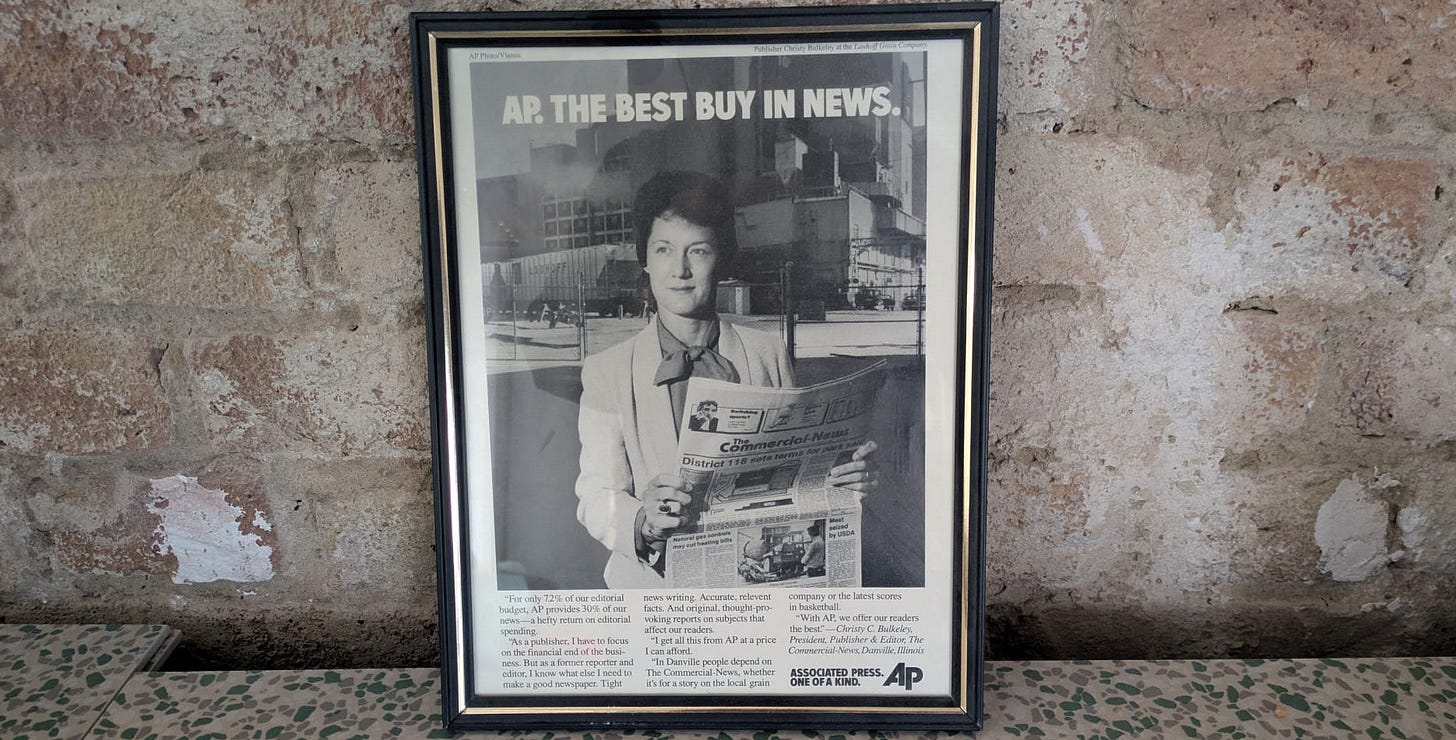 AP Photo/Vlamis
Publisher Christy Bulkeley at the Lauhoff Grain Company.
AP. THE BEST BUY IN NEWS.
Switching
sports?
The
Commercial-News
District 118 sets terms for park sale
Natural gas controls
may cut heating bills
Meat
seized
by USDA
"For only 7.2% of our editorial
budget, AP provides 30% of our
news—a hefty return on editorial
spending.
"As a publisher, I have to focus
on the financial end of the busi-
ness. But as a former reporter and
editor, I know what else I need to
make a good newspaper. Tight
news writing. Accurate, relevent
facts. And original, thought-pro-
voking reports on subjects that
affect our readers.
"I get all this from AP at a price
I can afford.
"In Danville people depend on
The Commercial-News, whether
it's for a story on the local grain
company or the latest scores
in basketball.
"With AP, we offer our readers
the best."—Christy C. Bulkeley,
President, Publisher & Editor, The
Commercial-News, Danville, Illinois
ASSOCIATED PRESS.
ONE OF A KIND.
AP